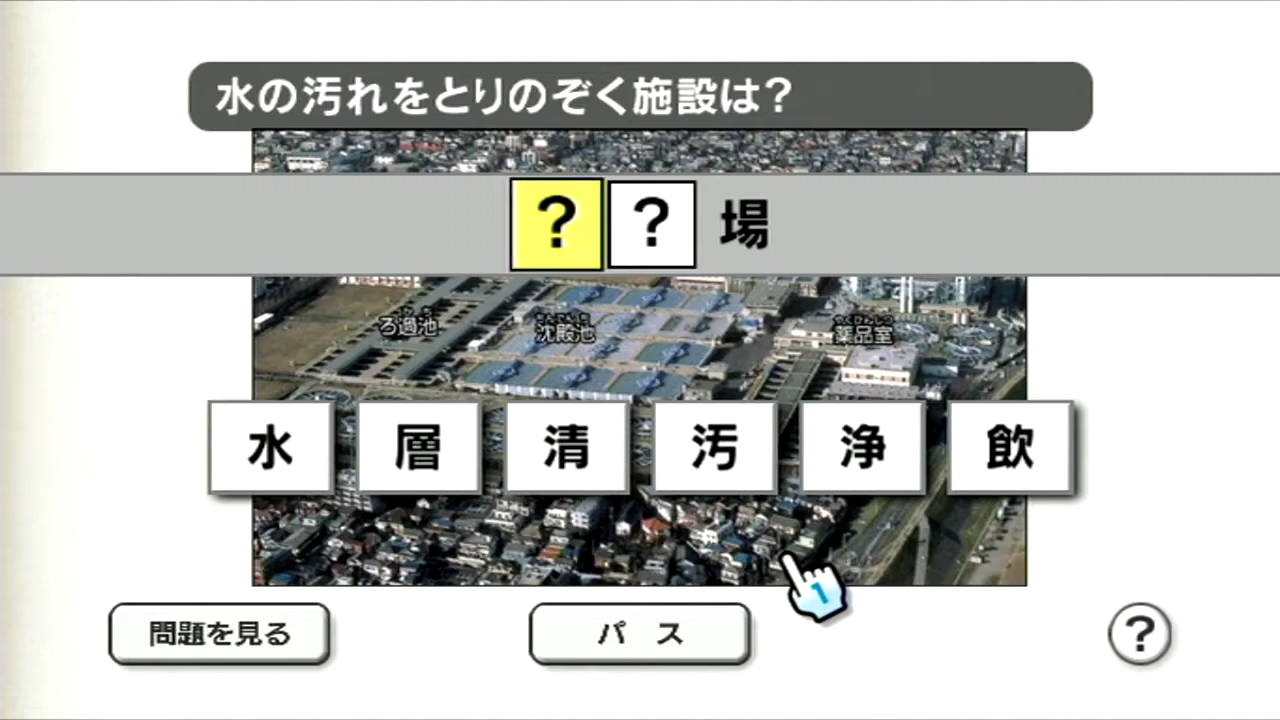 水の汚れをとりのぞく施設は?
? ? 場
ろ過池 沈殿池 薬品室
水 層 清 汚 浄 飲
1
問題を見る パ ス ?